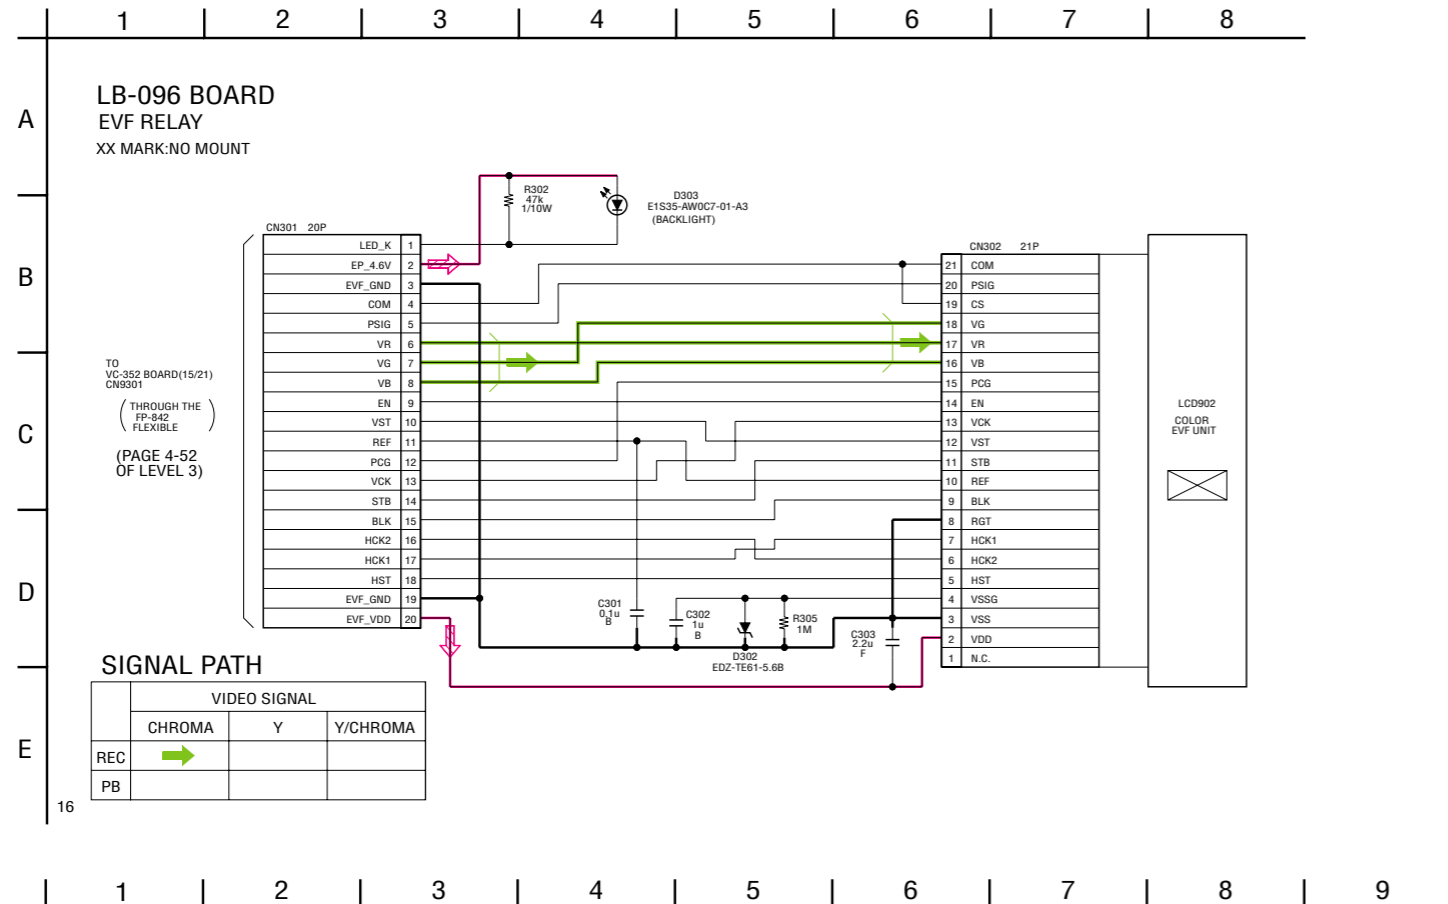 1 2 3 4 5 6 7 8
A
B
C
D
E
LB-096 BOARD
EVF RELAY
XX MARK:NO MOUNT
R302
47k
1/10W
D303
E1S35-AW0C7-01-A3
(BACKLIGHT)
CN301 20P
LED_K 1
EP_4.6V 2
EVF_GND 3
COM 4
PSIG 5
VR 6
VG 7
VB 8
EN 9
VST 10
REF 11
PCG 12
VCK 13
STB 14
BLK 15
HCK2 16
HCK1 17
HST 18
EVF_GND 19
EVF_VDD 20
TO
VC-352 BOARD(15/21)
CN9301
(THROUGH THE
FP-842
FLEXIBLE)
(PAGE 4-52
OF LEVEL 3)
CN302 21P
21 COM
20 PSIG
19 CS
18 VG
17 VR
16 VB
15 PCG
14 EN
13 VCK
12 VST
11 STB
10 REF
9 BLK
8 RGT
7 HCK1
6 HCK2
5 HST
4 VSSG
3 VSS
2 VDD
1 N.C.
LCD902
COLOR
EVF UNIT
C301
0.1u
B
C302
1u
B
D302
EDZ-TE61-5.6B
R305
1M
C303
2.2u
F
SIGNAL PATH
VIDEO SIGNAL
CHROMA Y Y/CHROMA
REC
PB
16
1 2 3 4 5 6 7 8 9